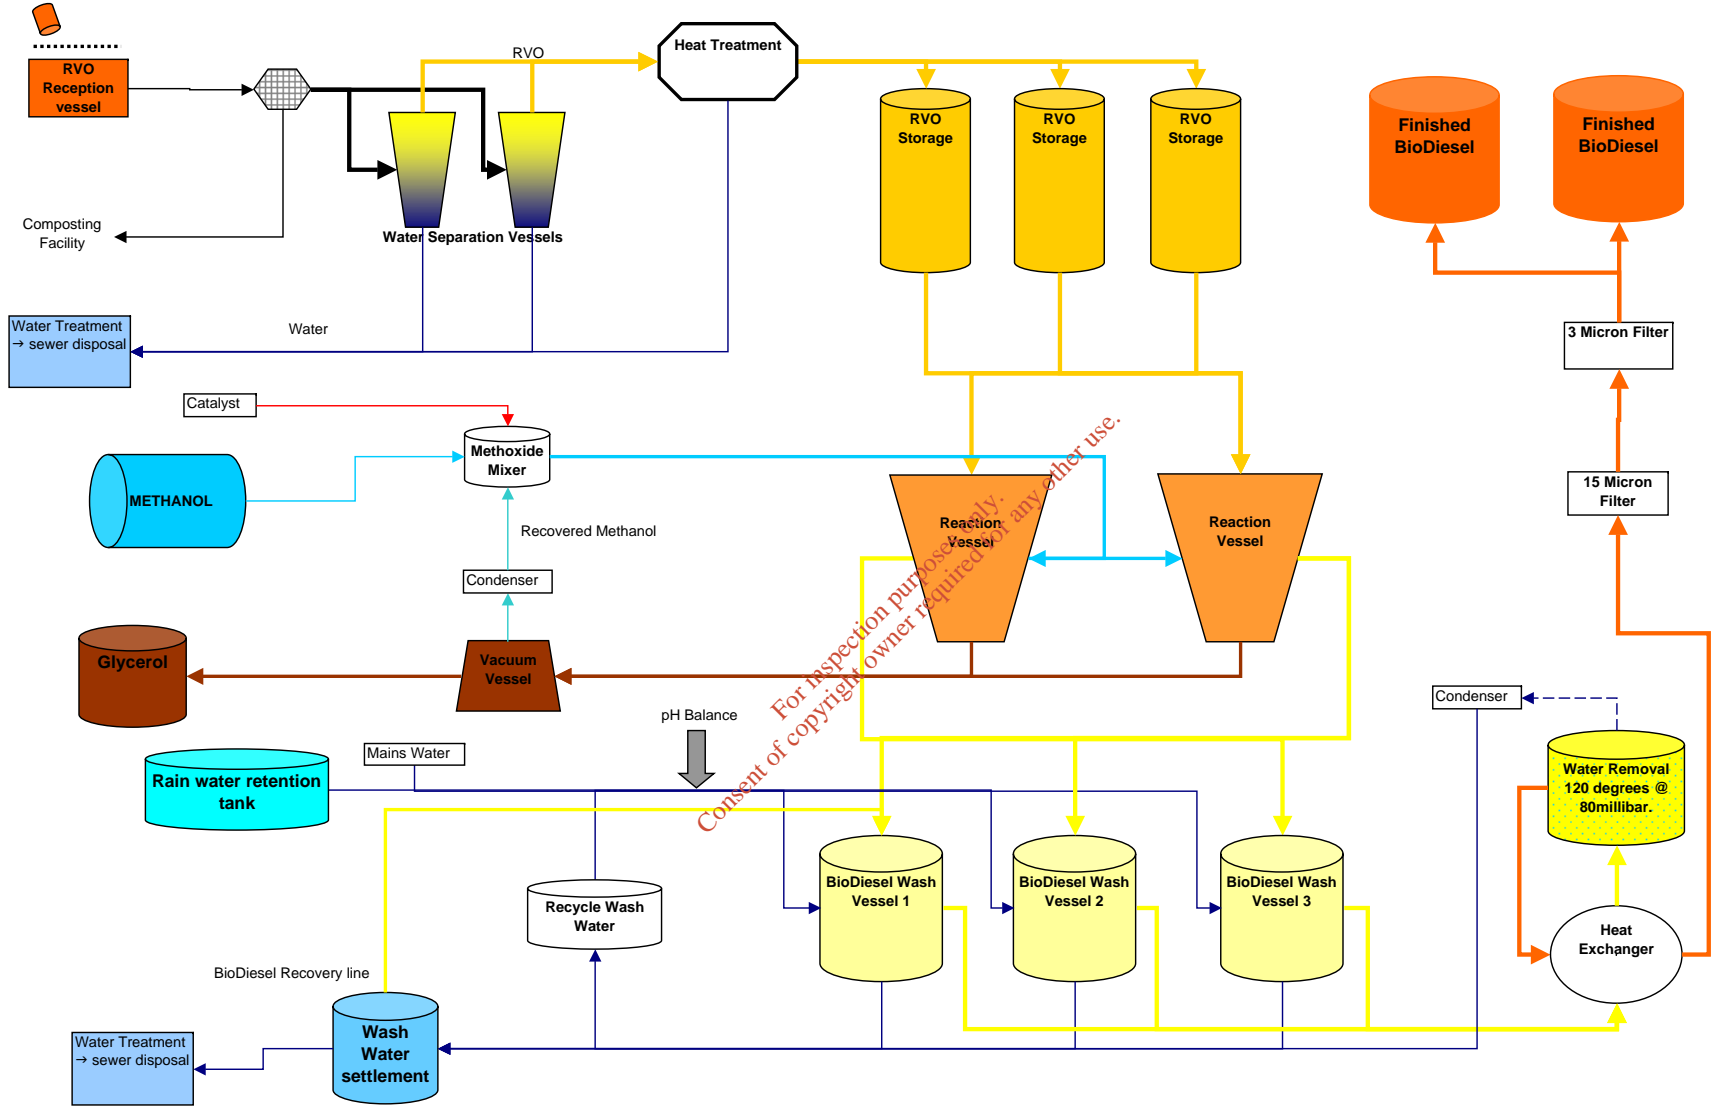 RVO
Reception
vessel
RVO
Heat Treatment
RVO
Storage
RVO
Storage
RVO
Storage
Finished
BioDiesel
Finished
BioDiesel
Composting
Facility
Water Separation Vessels
Water Treatment
→ sewer disposal
Water
3 Micron Filter
Catalyst
Methoxide
Mixer
METHANOL
15 Micron
Filter
Recovered Methanol
Reaction
Vessel
Reaction
Vessel
Condenser
Glycerol
Vacuum
Vessel
For inspection purposes only.
Consent of copyright owner required for any other use.
pH Balance
Condenser
Mains Water
Rain water retention
tank
Water Removal
120 degrees @
80millibar.
BioDiesel Wash
Vessel 1
BioDiesel Wash
Vessel 2
BioDiesel Wash
Vessel 3
Recycle Wash
Water
Heat
Exchanger
BioDiesel Recovery line
Wash
Water
settlement
Water Treatment
→ sewer disposal